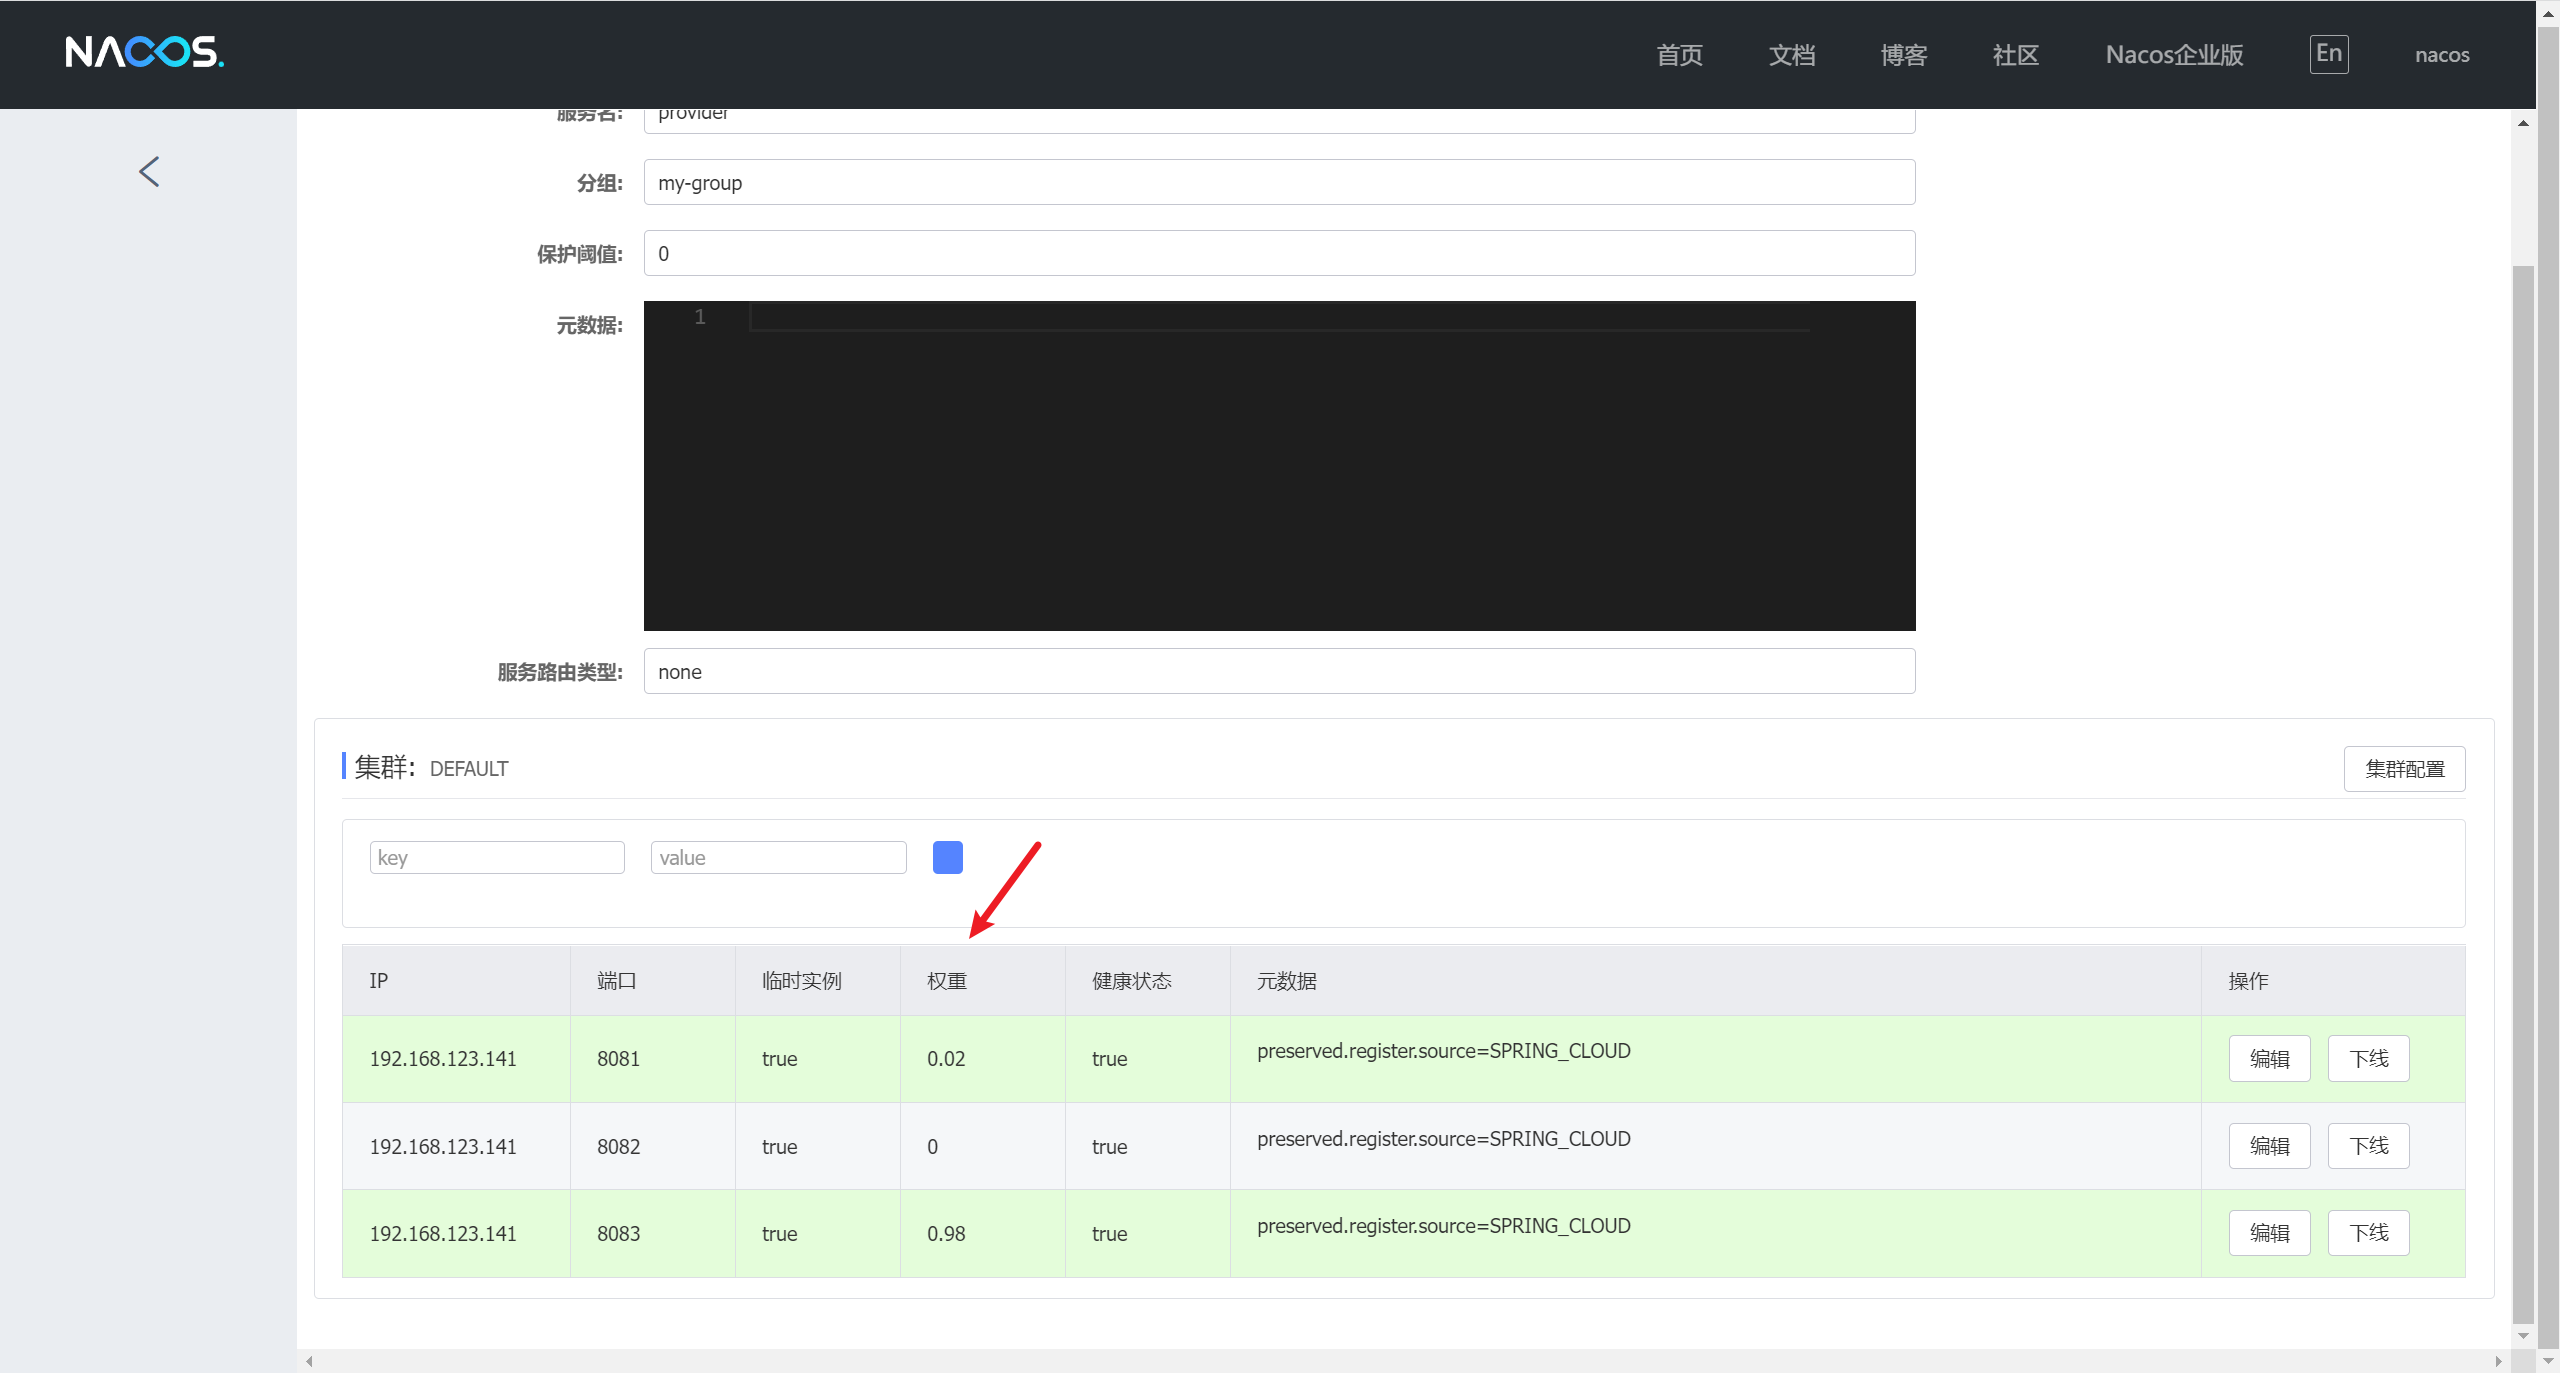 NACOS.
首页 文档 博客 社区 Nacos企业版 En nacos
服务名: provider
分组: my-group
保护阈值: 0
元数据: 1
服务路由类型: none
集群: DEFAULT 集群配置
key value
IP 端口 临时实例 权重 健康状态 元数据 操作
192.168.123.141 8081 true 0.02 true preserved.register.source=SPRING_CLOUD 编辑 下线
192.168.123.141 8082 true 0 true preserved.register.source=SPRING_CLOUD 编辑 下线
192.168.123.141 8083 true 0.98 true preserved.register.source=SPRING_CLOUD 编辑 下线